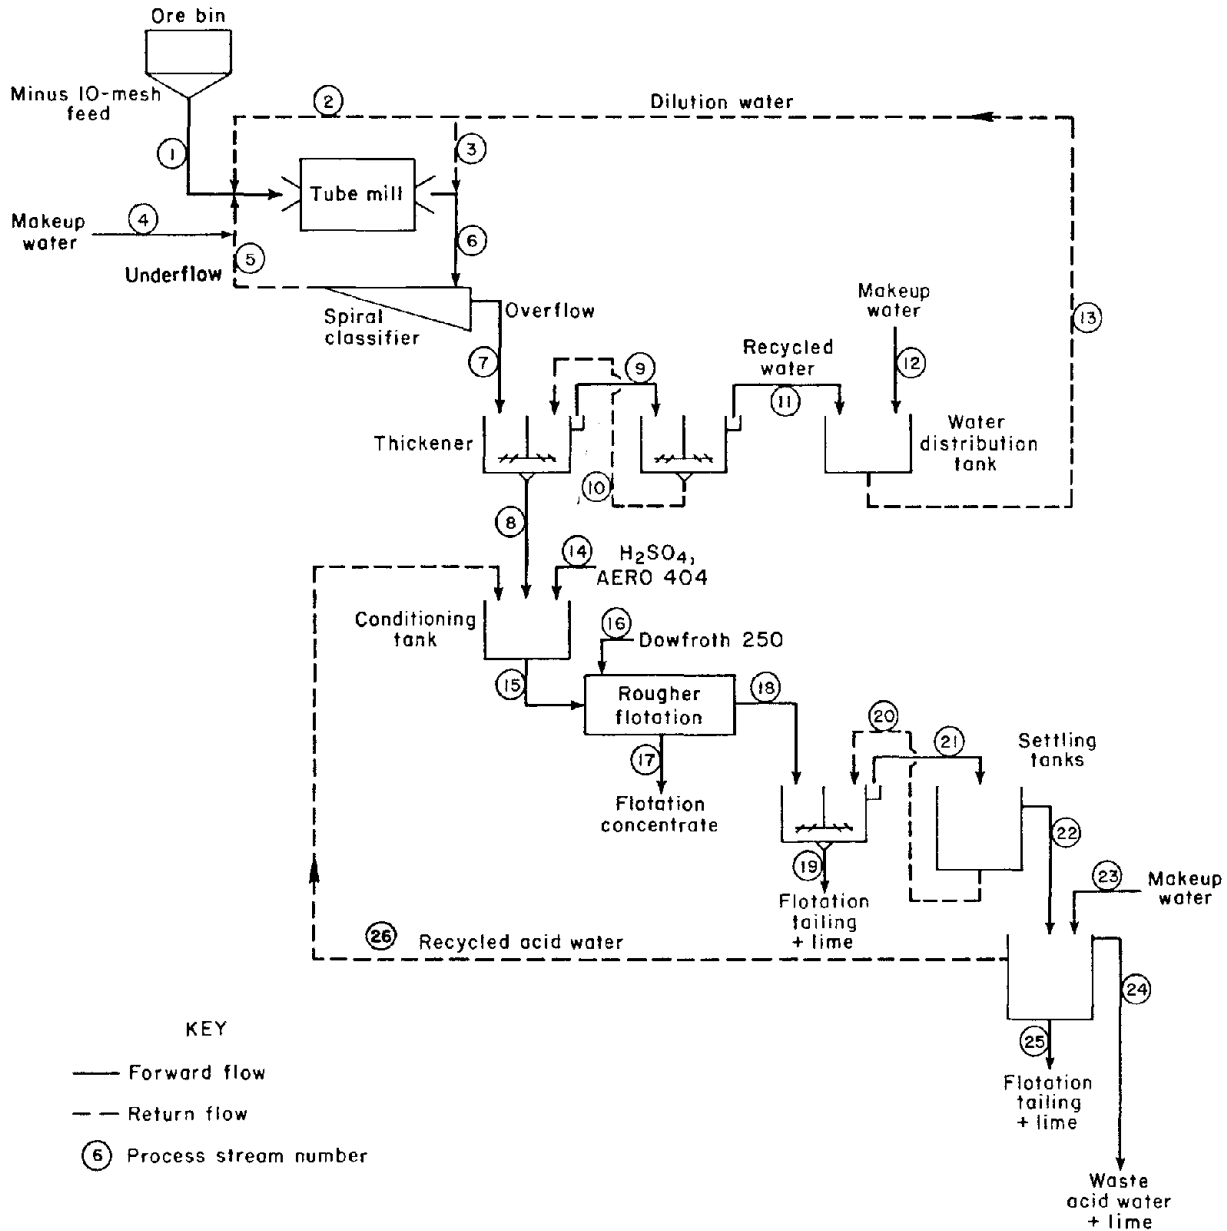 Ore bin
Minus 10-mesh
feed
2
Dilution water
1
3
Tube mill
4
Makeup
water
5
6
Underflow
Spiral
classifier
Overflow
Makeup
water
13
7
9
Recycled
water
11
12
Thickener
Water
distribution
tank
10
8
14
H₂SO₄,
AERO 404
Conditioning
tank
16
Dowfroth 250
15
Rougher
flotation
18
20
21
Settling
tanks
17
Flotation
concentrate
22
19
23
Makeup
water
Flotation
tailing
+ lime
26
Recycled acid water
24
25
KEY
Forward flow
Return flow
6
Process stream number
Flotation
tailing
+ lime
Waste
acid water
+ lime